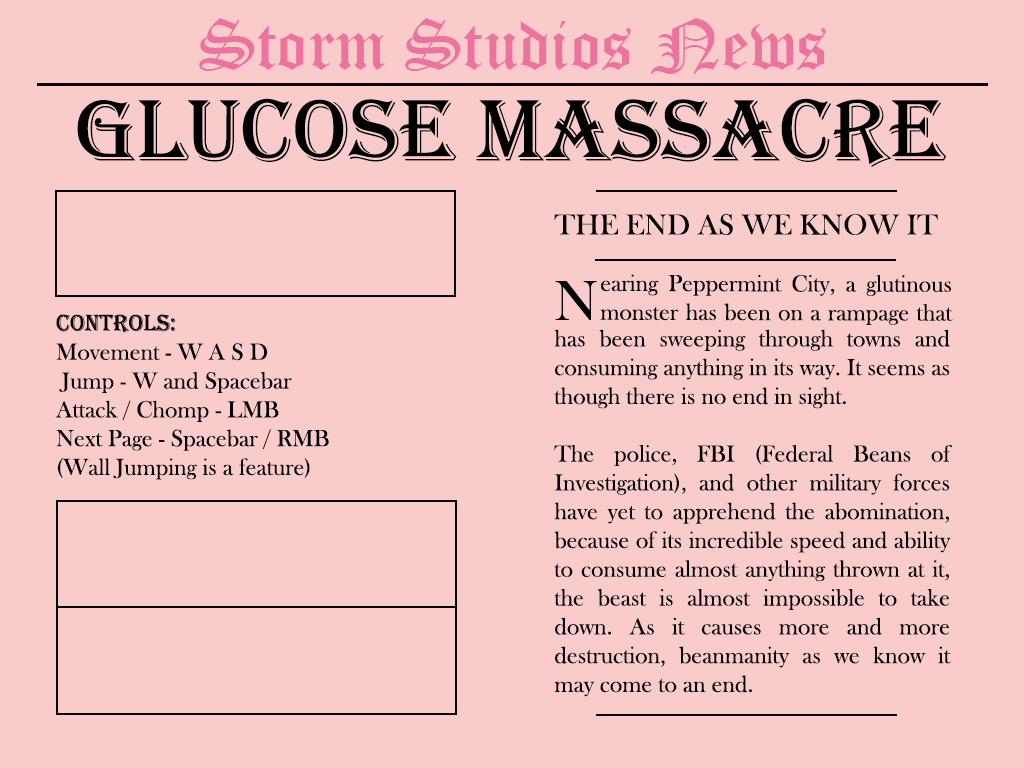 Storm Studios News
GLUCOSE MASSACRE
CONTROLS:
Movement - W A S D
Jump - W and Spacebar
Attack / Chomp - LMB
Next Page - Spacebar / RMB
(Wall Jumping is a feature)
THE END AS WE KNOW IT
Nearing Peppermint City, a glutinous
monster has been on a rampage that
has been sweeping through towns and
consuming anything in its way. It seems as
though there is no end in sight.
The police, FBI (Federal Beans of
Investigation), and other military forces
have yet to apprehend the abomination,
because of its incredible speed and ability
to consume almost anything thrown at it,
the beast is almost impossible to take
down. As it causes more and more
destruction, beanmanity as we know it
may come to an end.